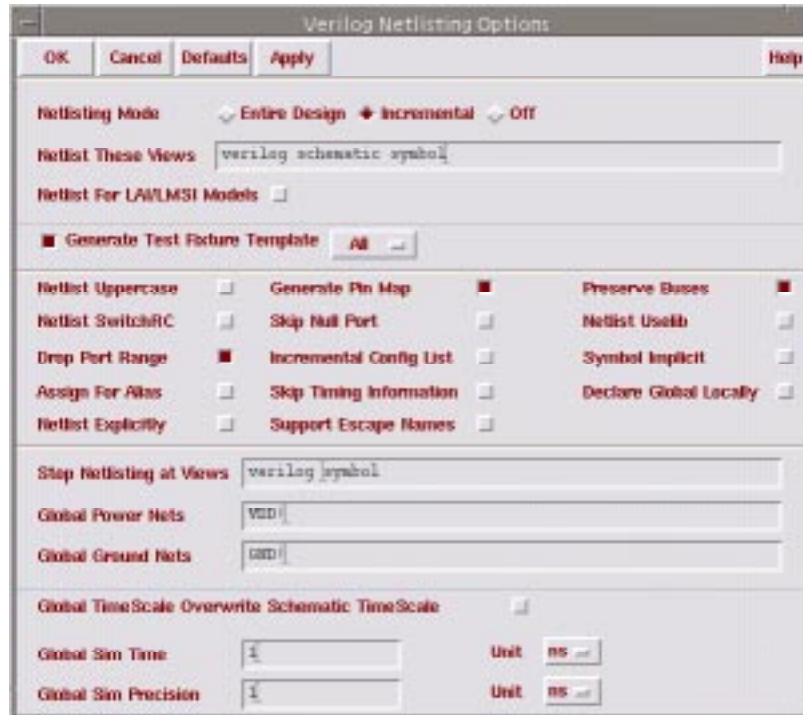 Verilog Netlisting Options
OK Cancel Defaults Apply Help
Netlisting Mode Entire Design Incremental Off
Netlist These Views verilog schematic symbol
Netlist For LAI/LMSI Models
Generate Test Fixture Template All
Netlist Uppercase Generate Pin Map Preserve Buses
Netlist SwitchRC Skip Null Port Netlist Uselib
Drop Port Range Incremental Config List Symbol Implicit
Assign For Alias Skip Timing Information Declare Global Locally
Netlist Explicitly Support Escape Names
Stop Netlisting at Views verilog symbol
Global Power Nets VDD!
Global Ground Nets GND!
Global TimeScale Overwrite Schematic TimeScale
Global Sim Time 1 Unit ns
Global Sim Precision 1 Unit ns